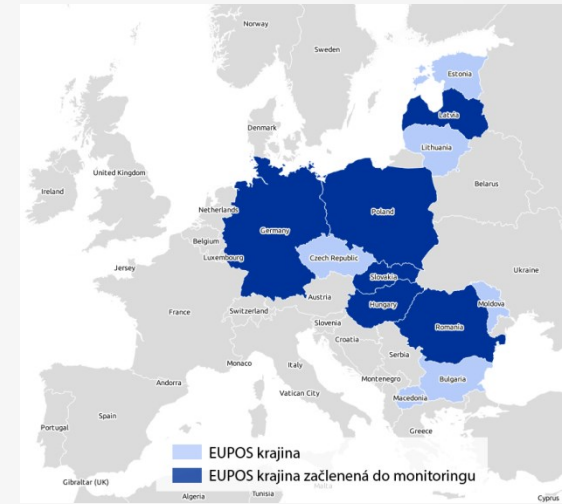 Norway
Sweden
Estonia
Latvia
Denmark
Lithuania
Ireland
United Kingdom
Belarus
Netherlands
Poland
Germany
Belgium
Luxembourg
Czech Republic
Jersey
Slovakia
Ukraine
Austria
Hungary
Moldova
France
Switzerland
Slovenia
Romania
Croatia
Serbia
Monaco
Italy
Andorra
Montenegro
Bulgaria
Vatican City
Macedonia
Portugal
Spain
Greece
EUPOS krajina
EUPOS krajina začlenená do monitoringu
Gibraltar (UK)
Malta
Algeria
Tunisia
Cyprus